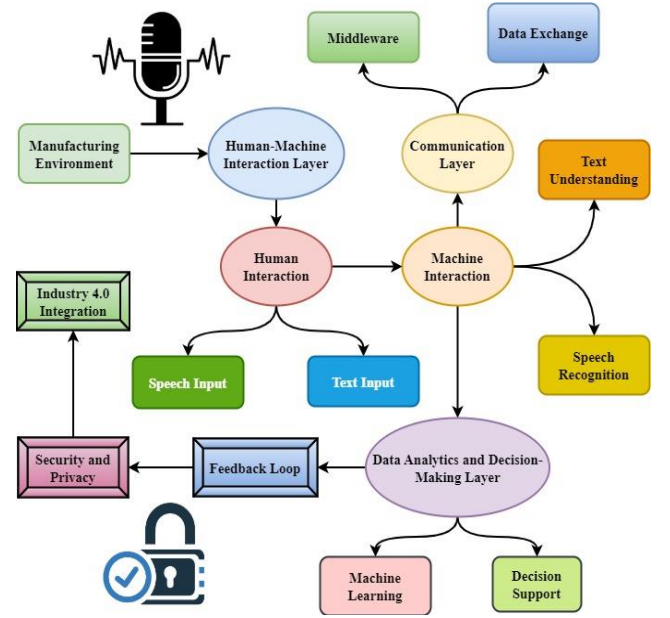 Middleware
Data Exchange
Manufacturing
Environment
Human-Machine
Interaction Layer
Communication
Layer
Text
Understanding
Human
Interaction
Machine
Interaction
Industry 4.0
Integration
Speech Input
Text Input
Speech
Recognition
Security and
Privacy
Feedback Loop
Data Analytics and Decision-
Making Layer
Machine
Learning
Decision
Support